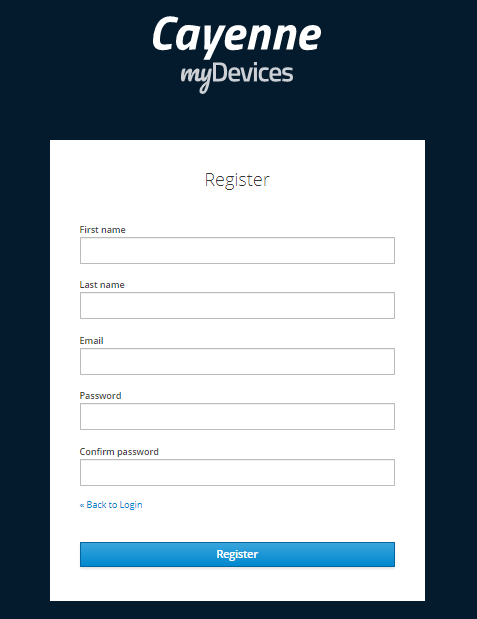 Cayenne
myDevices
Register
First name
Last name
Email
Password
Confirm password
« Back to Login
Register